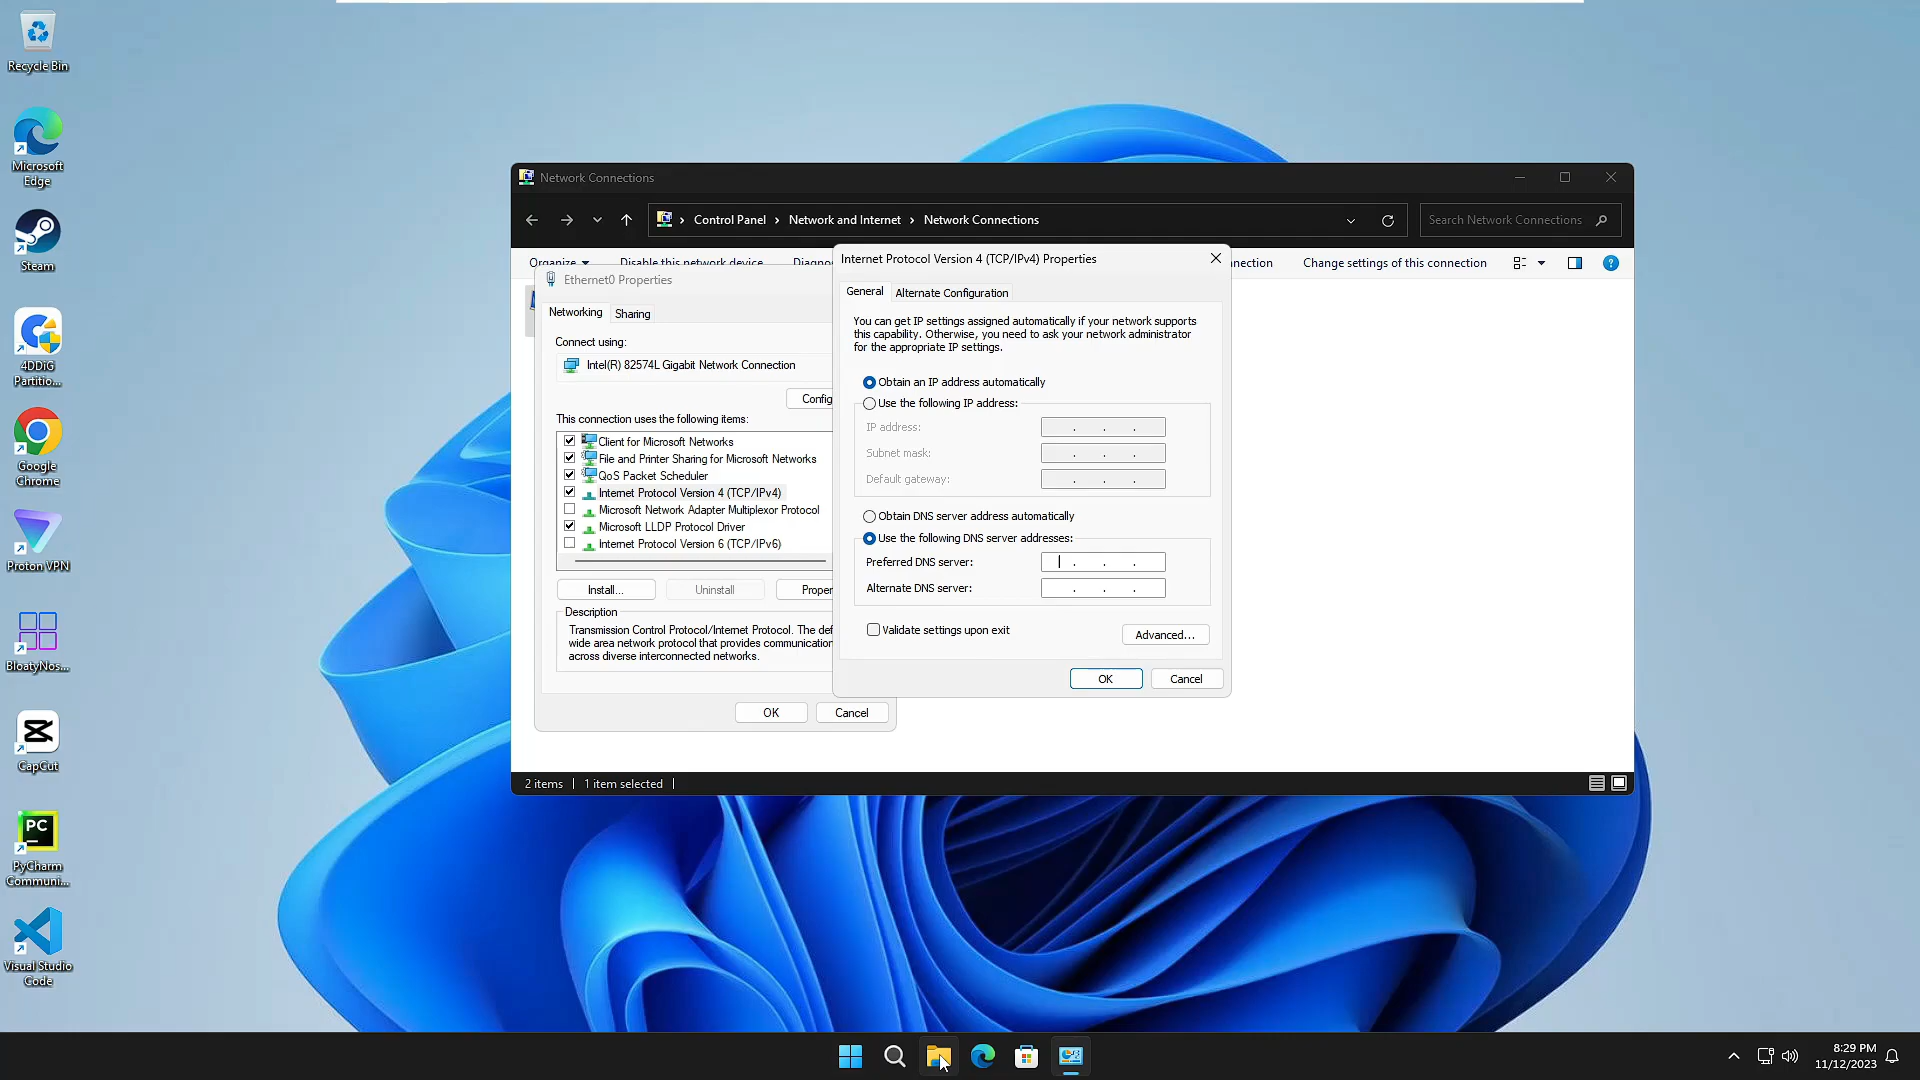 Recycle Bin
Microsoft
Edge
Steam
4DDiG
Partitio...
Google
Chrome
Proton VPN
BloatyNos...
CapCut
PyCharm
Communi...
Visual Studio
Code
Network Connections
Control Panel > Network and Internet > Network Connections
Search Network Connections
Organize
Disable this network device
Diagno
nection
Change settings of this connection
Ethernet0 Properties
Networking
Sharing
Connect using:
Intel(R) 82574L Gigabit Network Connection
Config
This connection uses the following items:
Client for Microsoft Networks
File and Printer Sharing for Microsoft Networks
QoS Packet Scheduler
Internet Protocol Version 4 (TCP/IPv4)
Microsoft Network Adapter Multiplexor Protocol
Microsoft LLDP Protocol Driver
Internet Protocol Version 6 (TCP/IPv6)
Install...
Uninstall
Proper
Description
Transmission Control Protocol/Internet Protocol. The def
wide area network protocol that provides communication
across diverse interconnected networks.
OK
Cancel
Internet Protocol Version 4 (TCP/IPv4) Properties
General
Alternate Configuration
You can get IP settings assigned automatically if your network supports
this capability. Otherwise, you need to ask your network administrator
for the appropriate IP settings.
Obtain an IP address automatically
Use the following IP address:
IP address:
Subnet mask:
Default gateway:
Obtain DNS server address automatically
Use the following DNS server addresses:
Preferred DNS server:
Alternate DNS server:
Validate settings upon exit
Advanced...
OK
Cancel
2 items
1 item selected
8:29 PM
11/12/2023